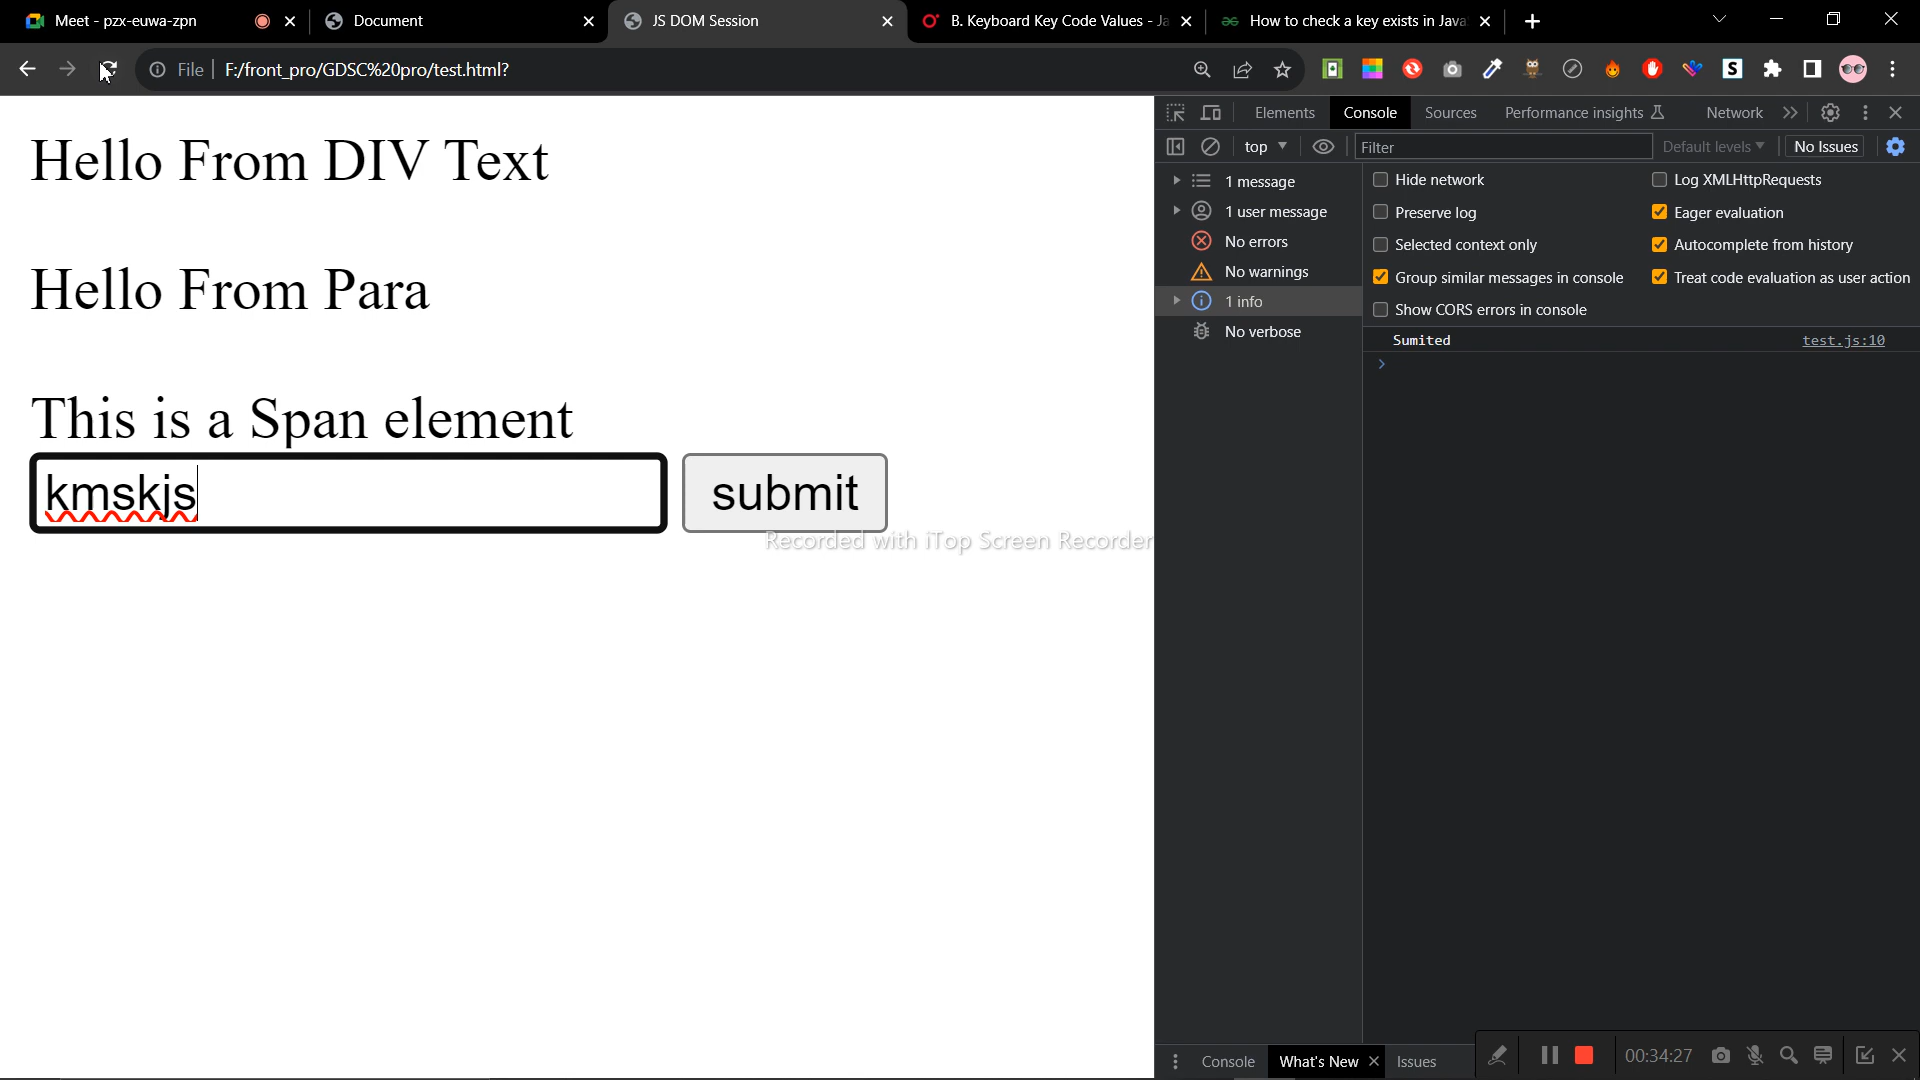 Meet - pzx-euwa-zpn
Document
JS DOM Session
B. Keyboard Key Code Values - Ja
How to check a key exists in Java
File
F:/front_pro/GDSC%20pro/test.html?
Elements
Console
Sources
Performance insights
Network
top
Filter
Default levels
No Issues
1 message
1 user message
No errors
No warnings
1 info
No verbose
Hide network
Log XMLHttpRequests
Preserve log
Eager evaluation
Selected context only
Autocomplete from history
Group similar messages in console
Treat code evaluation as user action
Show CORS errors in console
Sumited
test.js:10
Hello From DIV Text
Hello From Para
This is a Span element
kmskjs
submit
Recorded with iTop Screen Recorder
Console
What's New
Issues
00:34:27